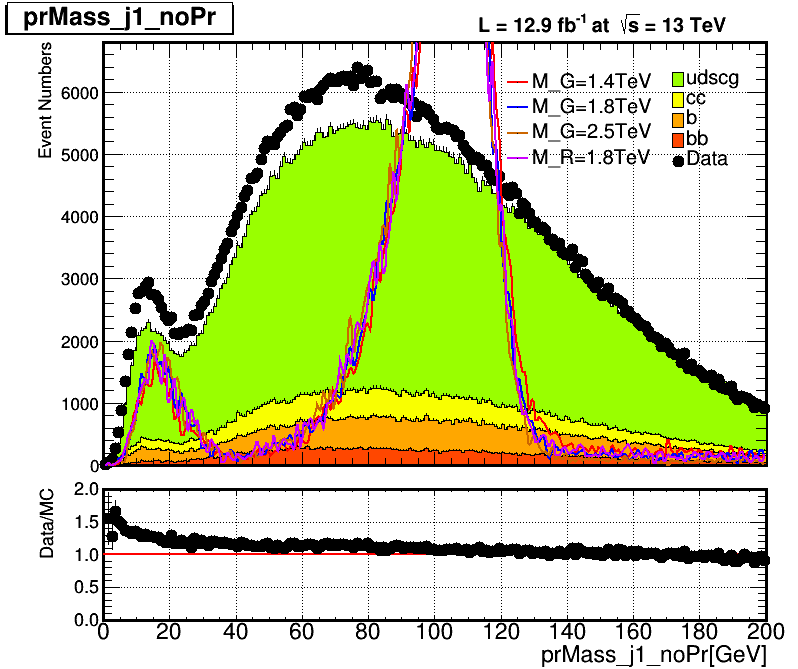 prMass_j1_noPr
L = 12.9 fb-1 at √s = 13 TeV
Event Numbers
6000
5000
4000
3000
2000
1000
0
M_G=1.4TeV
M_G=1.8TeV
M_G=2.5TeV
M_R=1.8TeV
udscg
cc
b
bb
Data
Data/MC
2.0
1.5
1.0
0.5
0.0
0 20 40 60 80 100 120 140 160 180 200
prMass_j1_noPr[GeV]